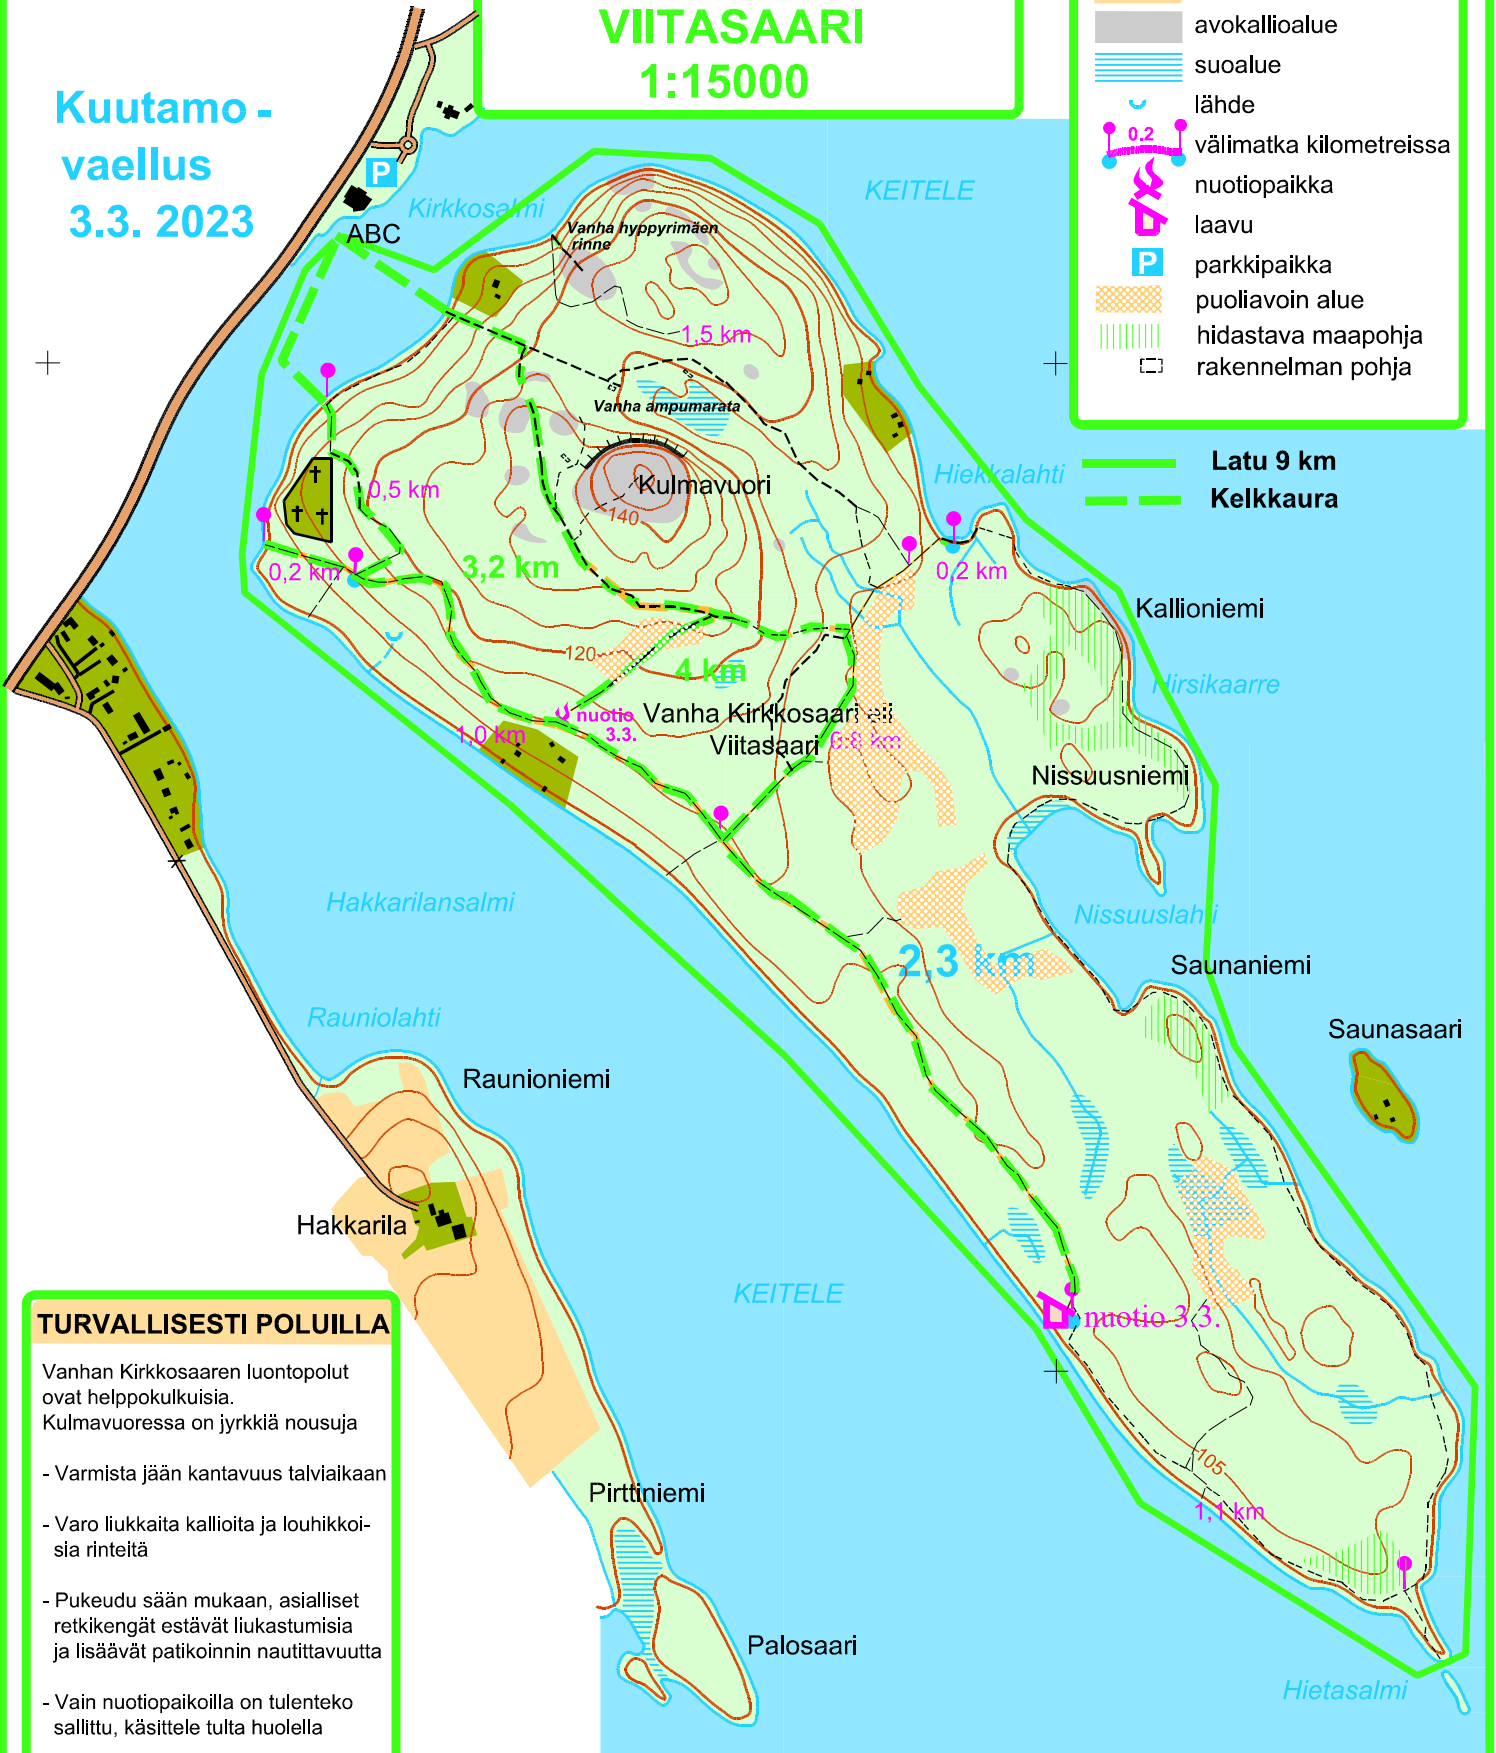 VIITASAARI
1:15000
Kuutamo -
vaellus
3.3. 2023
avokallioalue
suoalue
lähde
0.2
välimatka kilometreissa
nuotiopaikka
laavu
P
parkkipaikka
puoliavoin alue
hidastava maapohja
rakennelman pohja
Latu 9 km
Kelkkaura
P
ABC
Kirkkosalmi
KEITELE
Vanha hyppyrimäen
rinne
1,5 km
Vanha ampumarata
Kulmavuori
140
Hiekkalahti
0,5 km
0,2 km
3,2 km
0,2 km
Kallioniemi
120
4 km
Hirsikaarre
nuotio
3.3.
Vanha Kirkkosaari eli
Viitasaari
0.8 km
1,0 km
Nissuusniemi
Hakkarilansalmi
Nissuuslahti
2,3 km
Saunaniemi
Rauniolahti
Saunasaari
Raunioniemi
Hakkarila
KEITELE
nuotio 3.3.
105
1,1 km
Pirttiniemi
Palosaari
Hietasalmi
TURVALLISESTI POLUILLA
Vanhan Kirkkosaaren luontopolut
ovat helppokulkuisia.
Kulmavuoressa on jyrkkiä nousuja
- Varmista jään kantavuus talviaikaan
- Varo liukkaita kallioita ja louhikkoi-
sia rinteitä
- Pukeudu sään mukaan, asialliset
retkikengät estävät liukastumisia
ja lisäävät patikoinnin nautittavuutta
- Vain nuotiopaikoilla on tulenteko
sallittu, käsittele tulta huolella